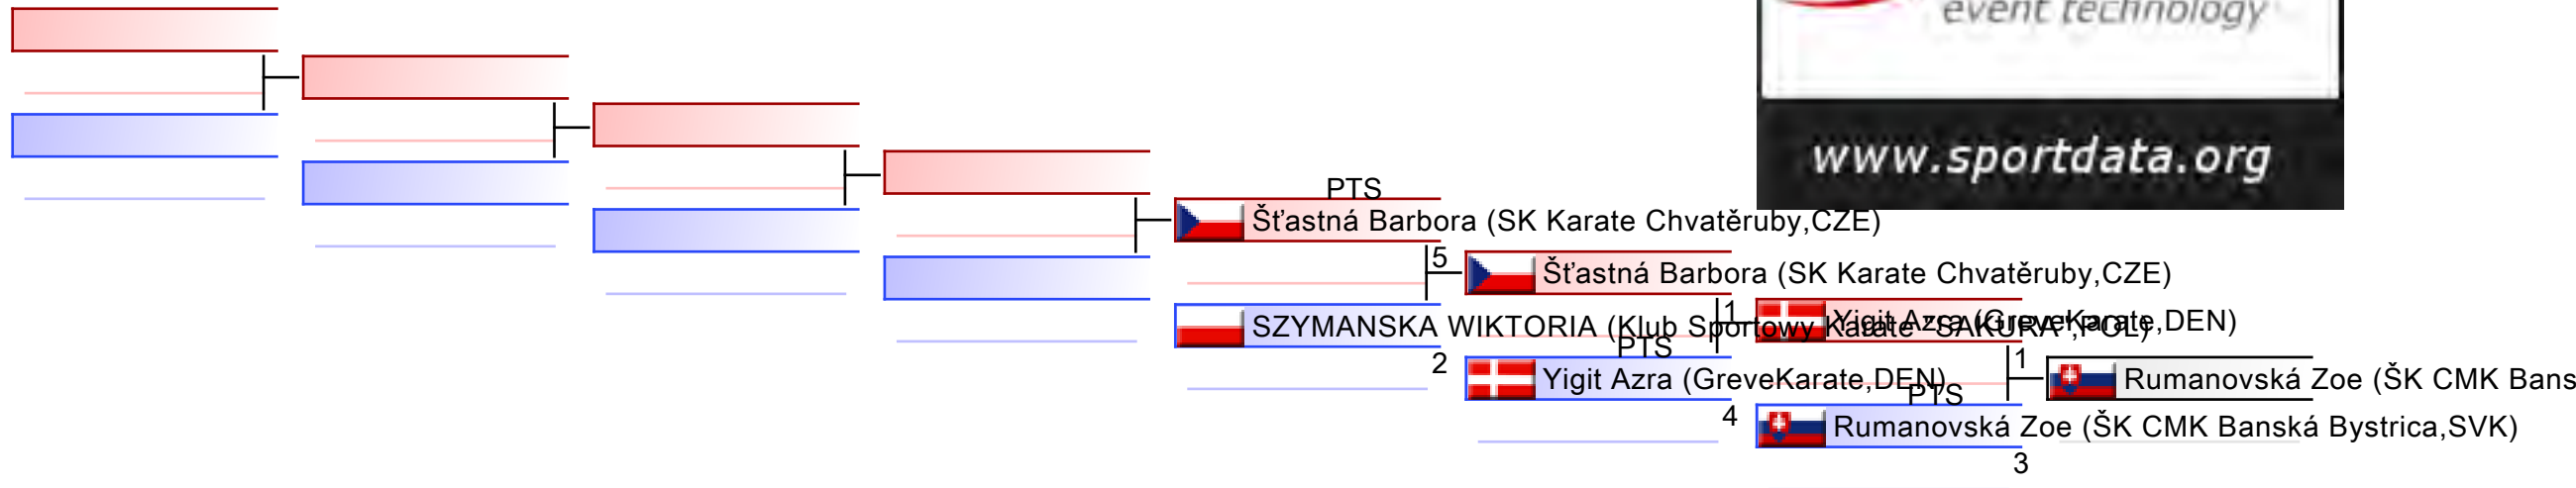 event technology
www.sportdata.org
PTS
Šťastná Barbora (SK Karate Chvatěruby,CZE)
5
Šťastná Barbora (SK Karate Chvatěruby,CZE)
SZYMANSKA WIKTORIA (Klub Sportowy Karate "SAKURA",POL)
1
Yigit Azra (GreveKarate,DEN)
PTS
2
Yigit Azra (GreveKarate,DEN)
1
Rumanovská Zoe (ŠK CMK Bans
PTS
4
Rumanovská Zoe (ŠK CMK Banská Bystrica,SVK)
3